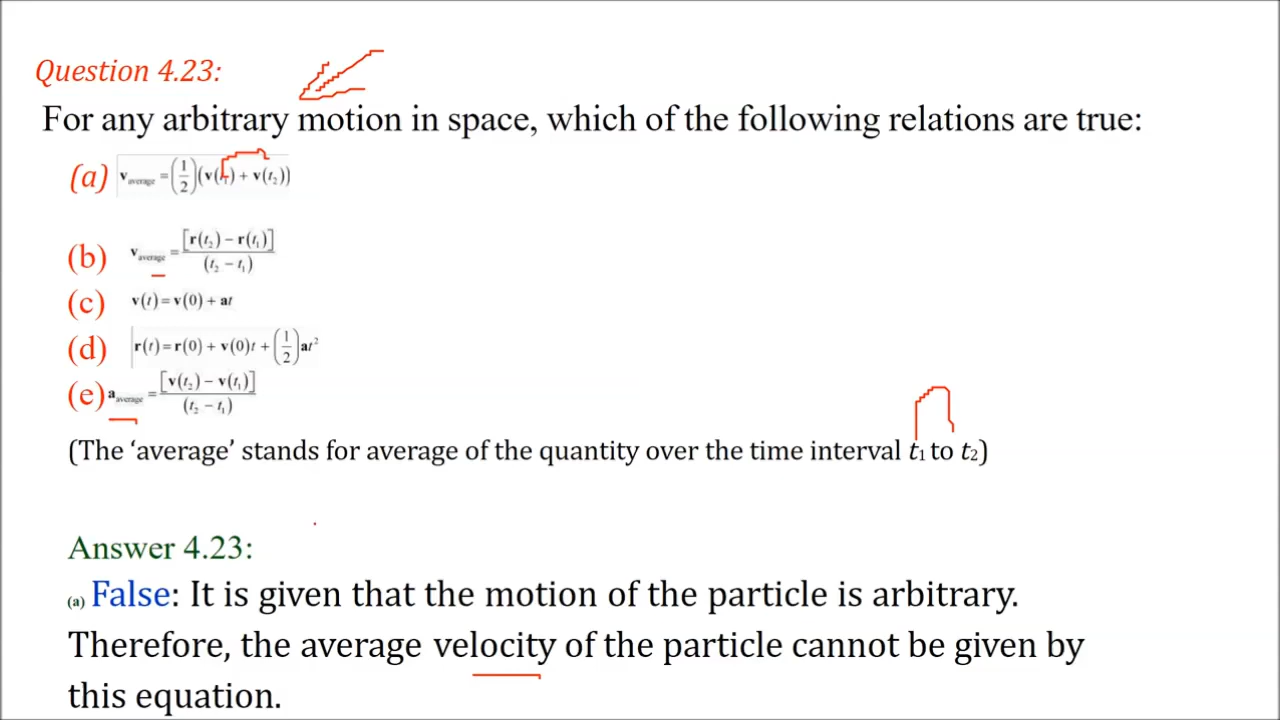 Question 4.23:
For any arbitrary motion in space, which of the following relations are true:
(a) v average = (1/2)(v(t₁) + v(t₂))
(b) v average = [r(t₂) − r(t₁)] / (t₂ − t₁)
(c) v(t) = v(0) + at
(d) r(t) = r(0) + v(0)t + (1/2) at²
(e) a average = [v(t₂) − v(t₁)] / (t₂ − t₁)
(The ‘average’ stands for average of the quantity over the time interval t₁ to t₂)
Answer 4.23:
(a) False: It is given that the motion of the particle is arbitrary.
Therefore, the average velocity of the particle cannot be given by
this equation.